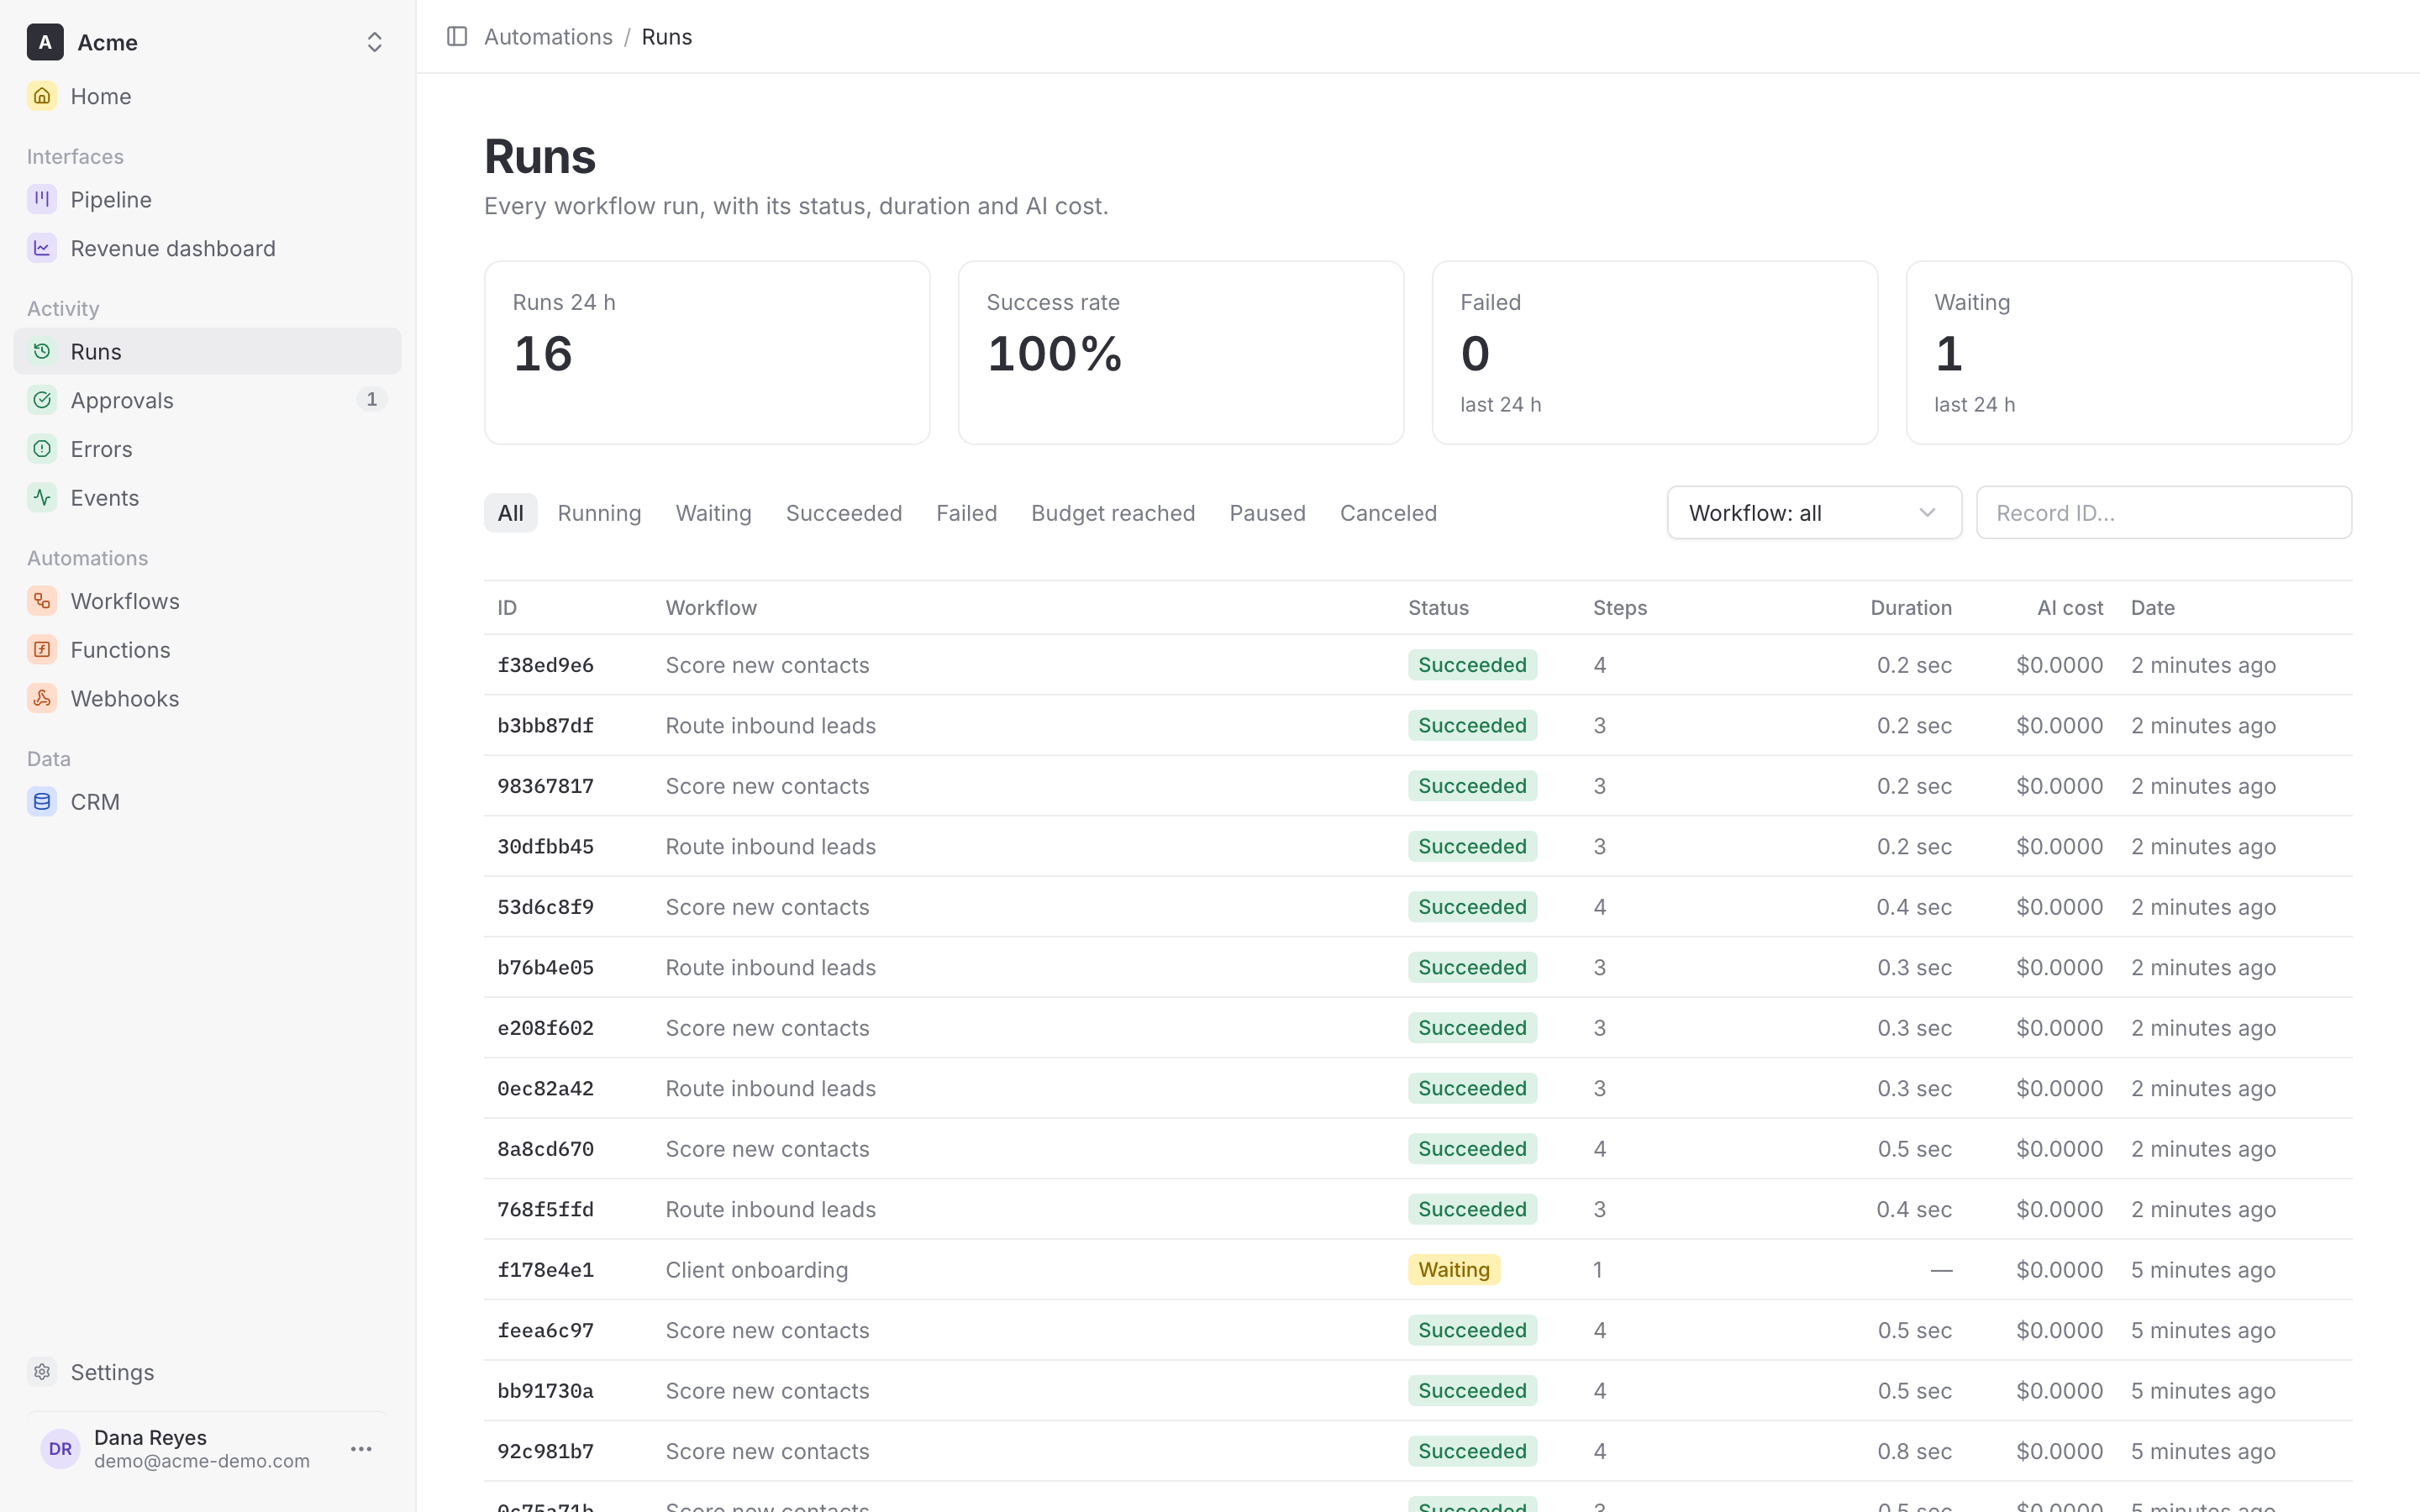 A Acme
Home
Interfaces
Pipeline
Revenue dashboard
Activity
Runs
Approvals 1
Errors
Events
Automations
Workflows
Functions
Webhooks
Data
CRM
Settings
DR Dana Reyes
demo@acme-demo.com
Automations / Runs
Runs
Every workflow run, with its status, duration and AI cost.
Runs 24 h
16
Success rate
100%
Failed
0
last 24 h
Waiting
1
last 24 h
All Running Waiting Succeeded Failed Budget reached Paused Canceled Workflow: all Record ID...
ID Workflow Status Steps Duration AI cost Date
f38ed9e6 Score new contacts Succeeded 4 0.2 sec $0.0000 2 minutes ago
b3bb87df Route inbound leads Succeeded 3 0.2 sec $0.0000 2 minutes ago
98367817 Score new contacts Succeeded 3 0.2 sec $0.0000 2 minutes ago
30dfbb45 Route inbound leads Succeeded 3 0.2 sec $0.0000 2 minutes ago
53d6c8f9 Score new contacts Succeeded 4 0.4 sec $0.0000 2 minutes ago
b76b4e05 Route inbound leads Succeeded 3 0.3 sec $0.0000 2 minutes ago
e208f602 Score new contacts Succeeded 3 0.3 sec $0.0000 2 minutes ago
0ec82a42 Route inbound leads Succeeded 3 0.3 sec $0.0000 2 minutes ago
8a8cd670 Score new contacts Succeeded 4 0.5 sec $0.0000 2 minutes ago
768f5ffd Route inbound leads Succeeded 3 0.4 sec $0.0000 2 minutes ago
f178e4e1 Client onboarding Waiting 1 — $0.0000 5 minutes ago
feea6c97 Score new contacts Succeeded 4 0.5 sec $0.0000 5 minutes ago
bb91730a Score new contacts Succeeded 4 0.5 sec $0.0000 5 minutes ago
92c981b7 Score new contacts Succeeded 4 0.8 sec $0.0000 5 minutes ago
Score new contacts Succeeded 0.5 sec $0.0000 5 minutes ago